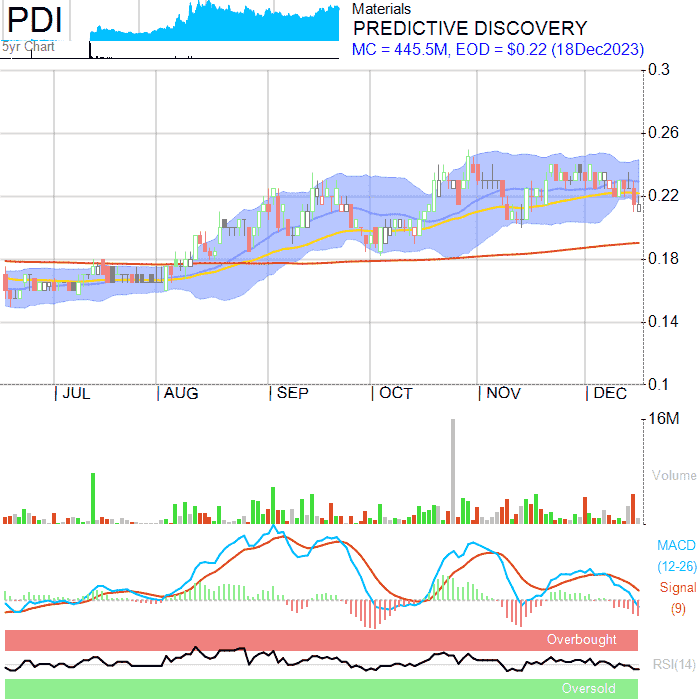 PDI
5yr Chart
Materials
PREDICTIVE DISCOVERY
MC = 445.5M, EOD = $0.22 (18Dec2023)
0.3
0.26
0.22
0.18
0.14
0.1
JUL AUG SEP OCT NOV DEC
16M
Volume
MACD
(12-26)
Signal
(9)
Overbought
RSI(14)
Oversold